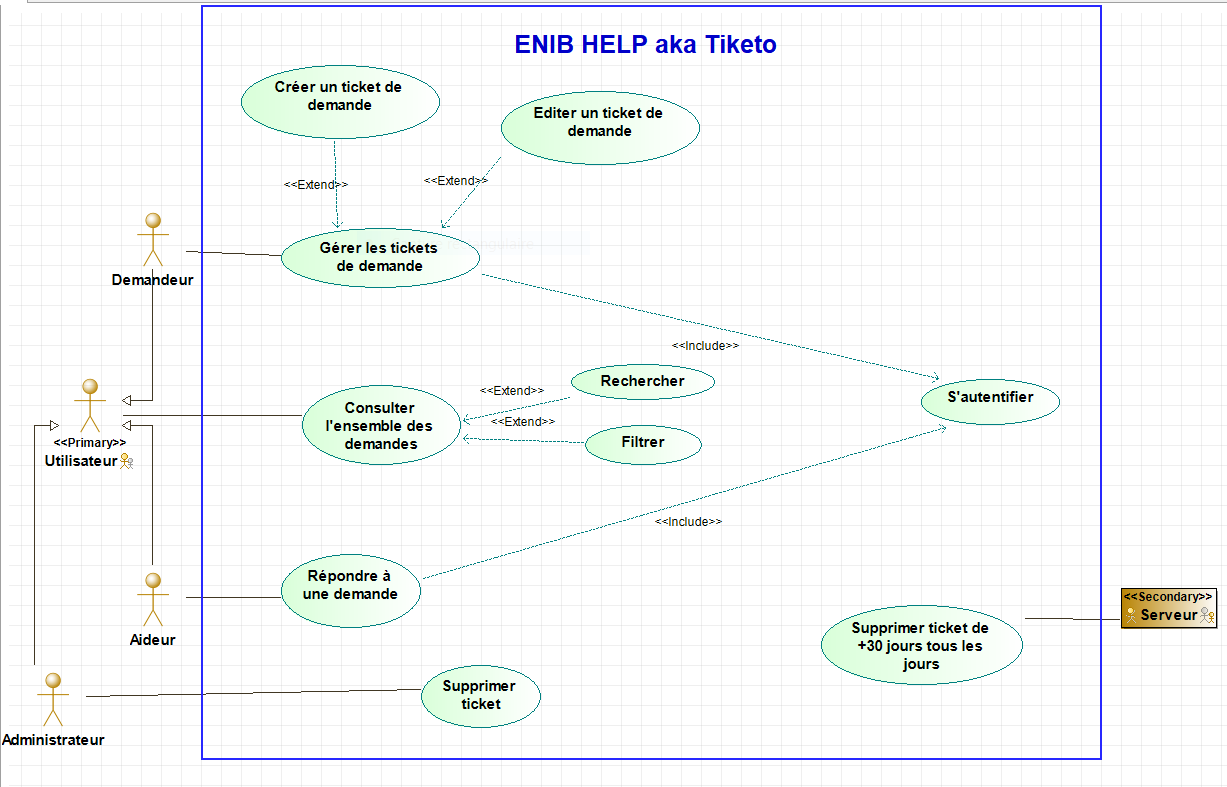 ENIB HELP aka Tiketo
Créer un ticket de
demande
Editer un ticket de
demande
<<Extend>>
<<Extend>>
Gérer les tickets
de demande
Demandeur
<<Include>>
Rechercher
<<Extend>>
S'autentifier
Consulter
l'ensemble des
demandes
<<Extend>>
Filtrer
<<Primary>>
Utilisateur
<<Include>>
Répondre à
une demande
Aideur
<<Secondary>>
Serveur
Supprimer ticket de
+30 jours tous les
jours
Supprimer
ticket
Administrateur